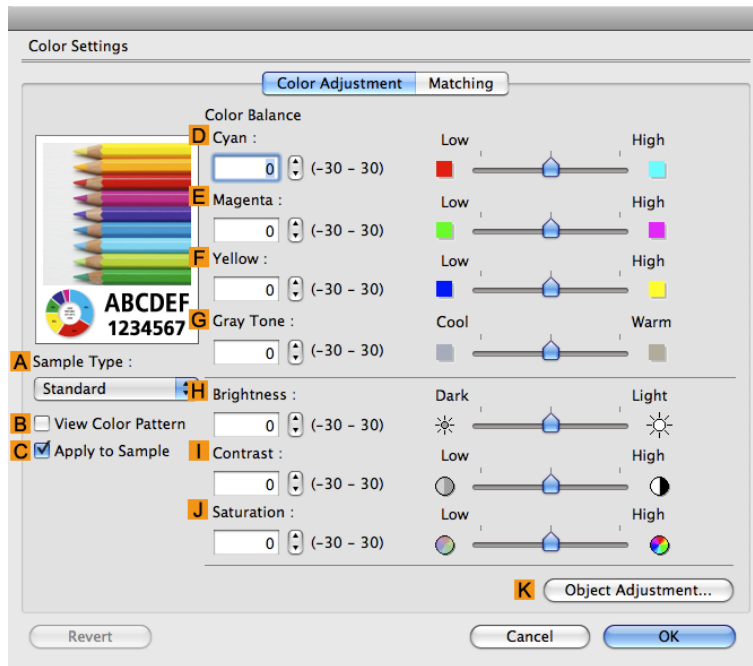 Color Settings
Color Adjustment Matching
Color Balance
D Cyan :
0 (-30 – 30) Low High
E Magenta :
0 (-30 – 30) Low High
F Yellow :
0 (-30 – 30) Low High
ABCDEF
1234567
G Gray Tone :
0 (-30 – 30) Cool Warm
A Sample Type :
Standard
B View Color Pattern
C Apply to Sample
H Brightness :
0 (-30 – 30) Dark Light
I Contrast :
0 (-30 – 30) Low High
J Saturation :
0 (-30 – 30) Low High
K Object Adjustment...
Revert Cancel OK